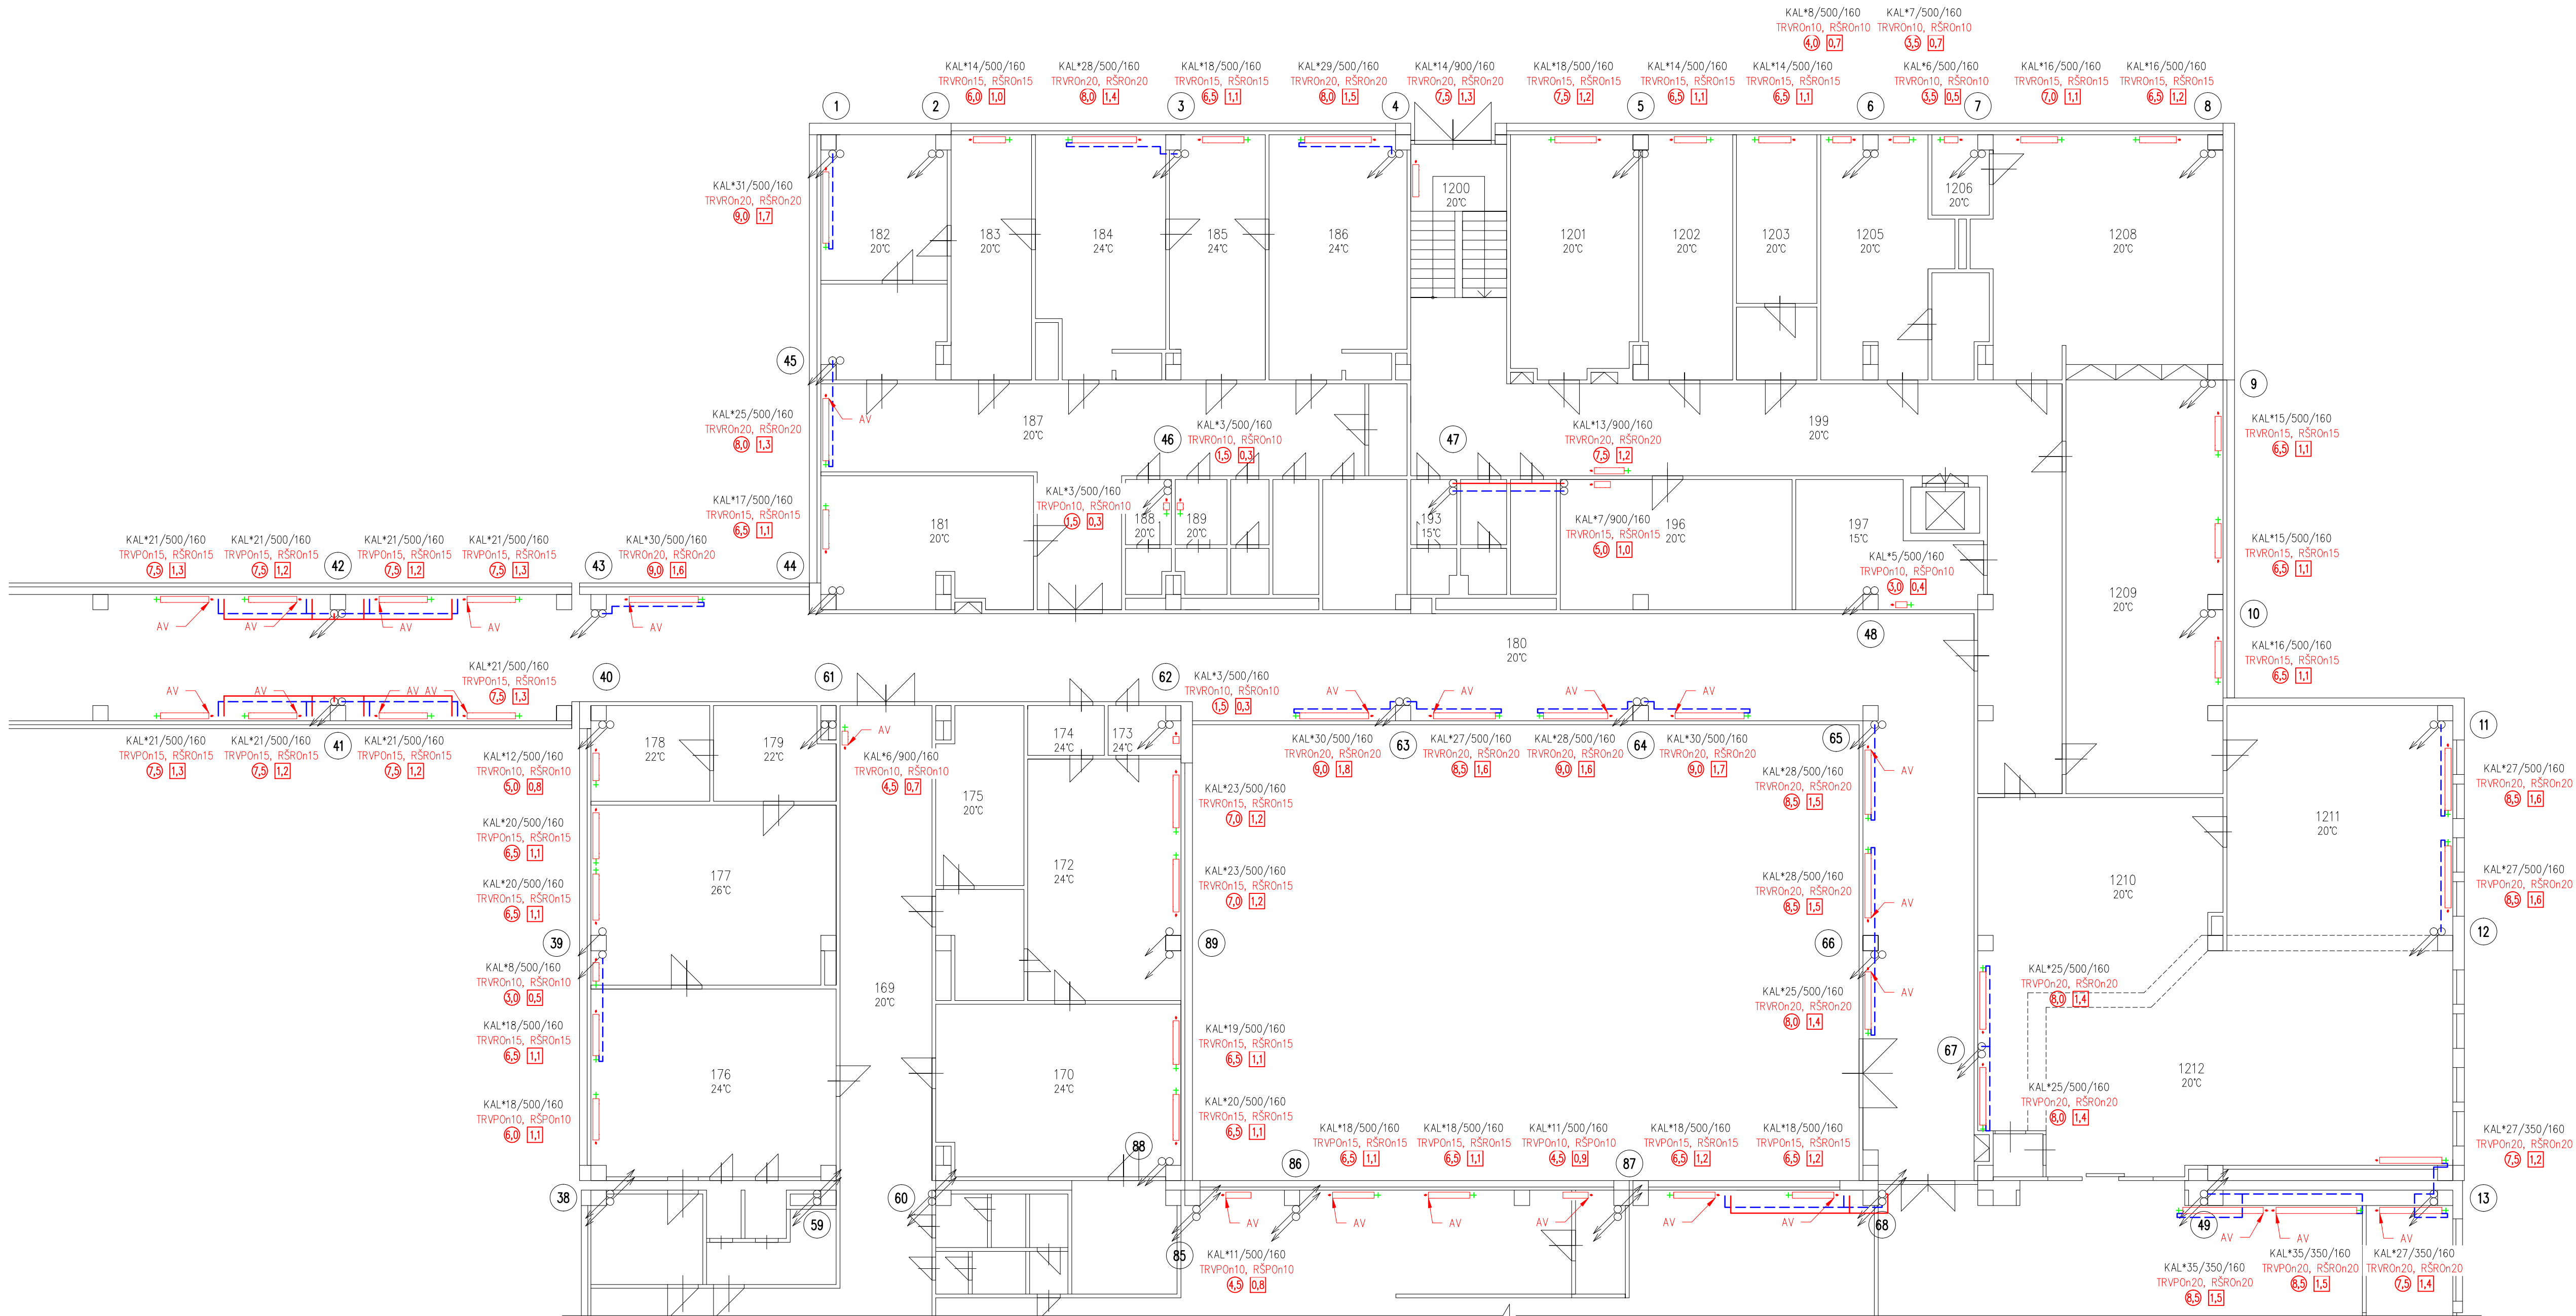 KAL*8/500/160
TRVROn10, RŠROn10
4,0 0,7
KAL*7/500/160
TRVROn10, RŠROn10
3,5 0,7
KAL*14/500/160
TRVROn15, RŠROn15
6,0 1,0
KAL*28/500/160
TRVROn20, RŠROn20
8,0 1,4
KAL*18/500/160
TRVROn15, RŠROn15
6,5 1,1
KAL*29/500/160
TRVROn20, RŠROn20
8,0 1,5
KAL*14/900/160
TRVROn20, RŠROn20
7,5 1,3
KAL*18/500/160
TRVROn15, RŠROn15
7,5 1,2
KAL*14/500/160
TRVROn15, RŠROn15
6,5 1,1
KAL*14/500/160
TRVROn15, RŠROn15
6,5 1,1
KAL*6/500/160
TRVROn10, RŠROn10
3,5 0,5
KAL*16/500/160
TRVROn15, RŠROn15
7,0 1,1
KAL*16/500/160
TRVROn15, RŠROn15
6,5 1,2
1
2
3
4
5
6
7
8
KAL*31/500/160
TRVROn20, RŠROn20
9,0 1,7
182
20°C
183
20°C
184
24°C
185
24°C
186
24°C
1200
20°C
1201
20°C
1202
20°C
1203
20°C
1205
20°C
1206
20°C
1208
20°C
45
9
KAL*25/500/160
TRVROn20, RŠROn20
8,0 1,3
AV
187
20°C
46
KAL*3/500/160
TRVROn10, RŠROn10
1,5 0,3
47
KAL*13/900/160
TRVROn20, RŠROn20
7,5 1,2
199
20°C
KAL*15/500/160
TRVROn15, RŠROn15
6,5 1,1
KAL*17/500/160
TRVROn15, RŠROn15
6,5 1,1
181
20°C
KAL*3/500/160
TRVPOn10, RŠROn10
1,5 0,3
188
20°C
189
20°C
193
15°C
KAL*7/900/160
TRVROn15, RŠROn15
5,0 1,0
196
20°C
197
15°C
KAL*5/500/160
TRVPOn10, RŠPOn10
3,0 0,4
KAL*15/500/160
TRVROn15, RŠROn15
6,5 1,1
KAL*21/500/160
TRVPOn15, RŠROn15
7,5 1,3
KAL*21/500/160
TRVPOn15, RŠROn15
7,5 1,2
42
KAL*21/500/160
TRVPOn15, RŠROn15
7,5 1,2
KAL*21/500/160
TRVPOn15, RŠROn15
7,5 1,3
43
KAL*30/500/160
TRVROn20, RŠROn20
9,0 1,6
44
AV
AV
AV
AV
AV
1209
20°C
10
48
180
20°C
KAL*16/500/160
TRVROn15, RŠROn15
6,5 1,1
KAL*21/500/160
TRVPOn15, RŠROn15
7,5 1,3
AV
AV
AV
AV
40
61
62
KAL*3/500/160
TRVROn10, RŠROn10
1,5 0,3
AV
AV
AV
AV
KAL*21/500/160
TRVPOn15, RŠROn15
7,5 1,3
KAL*21/500/160
TRVPOn15, RŠROn15
7,5 1,2
41
KAL*21/500/160
TRVPOn15, RŠROn15
7,5 1,2
KAL*12/500/160
TRVROn10, RŠROn10
5,0 0,8
178
22°C
179
22°C
AV
KAL*6/900/160
TRVROn10, RŠROn10
4,5 0,7
174
24°C
173
24°C
KAL*30/500/160
TRVROn20, RŠROn20
9,0 1,8
63
KAL*27/500/160
TRVROn20, RŠROn20
8,5 1,6
KAL*28/500/160
TRVROn20, RŠROn20
9,0 1,6
64
KAL*30/500/160
TRVROn20, RŠROn20
9,0 1,7
65
AV
KAL*28/500/160
TRVROn20, RŠROn20
8,5 1,5
11
KAL*27/500/160
TRVROn20, RŠROn20
8,5 1,6
KAL*20/500/160
TRVPOn15, RŠROn15
6,5 1,1
175
20°C
KAL*23/500/160
TRVROn15, RŠROn15
7,0 1,2
1211
20°C
KAL*20/500/160
TRVROn15, RŠROn15
6,5 1,1
177
26°C
172
24°C
KAL*23/500/160
TRVROn15, RŠROn15
7,0 1,2
KAL*28/500/160
TRVROn20, RŠROn20
8,5 1,5
AV
1210
20°C
KAL*27/500/160
TRVPOn20, RŠROn20
8,5 1,6
39
89
66
12
KAL*8/500/160
TRVROn10, RŠROn10
3,0 0,5
169
20°C
KAL*25/500/160
TRVROn20, RŠROn20
8,0 1,4
AV
KAL*25/500/160
TRVPOn20, RŠROn20
8,0 1,4
KAL*18/500/160
TRVROn15, RŠROn15
6,5 1,1
KAL*19/500/160
TRVROn15, RŠROn15
6,5 1,1
67
176
24°C
170
24°C
1212
20°C
KAL*18/500/160
TRVPOn10, RŠPOn10
6,0 1,1
KAL*20/500/160
TRVROn15, RŠROn15
6,5 1,1
KAL*25/500/160
TRVPOn20, RŠROn20
8,0 1,4
88
86
KAL*18/500/160
TRVPOn15, RŠROn15
6,5 1,1
KAL*18/500/160
TRVPOn15, RŠROn15
6,5 1,1
KAL*11/500/160
TRVPOn10, RŠPOn10
4,5 0,9
87
KAL*18/500/160
TRVROn15, RŠROn15
6,5 1,2
KAL*18/500/160
TRVPOn15, RŠROn15
6,5 1,2
KAL*27/350/160
TRVPOn20, RŠROn20
7,5 1,2
38
59
60
85
AV
AV
AV
AV
AV
AV
68
49
13
AV
AV
AV
KAL*11/500/160
TRVPOn10, RŠPOn10
4,5 0,8
KAL*35/350/160
TRVPOn20, RŠROn20
8,5 1,5
KAL*35/350/160
TRVPOn20, RŠROn20
8,5 1,5
KAL*27/350/160
TRVROn20, RŠROn20
7,5 1,4